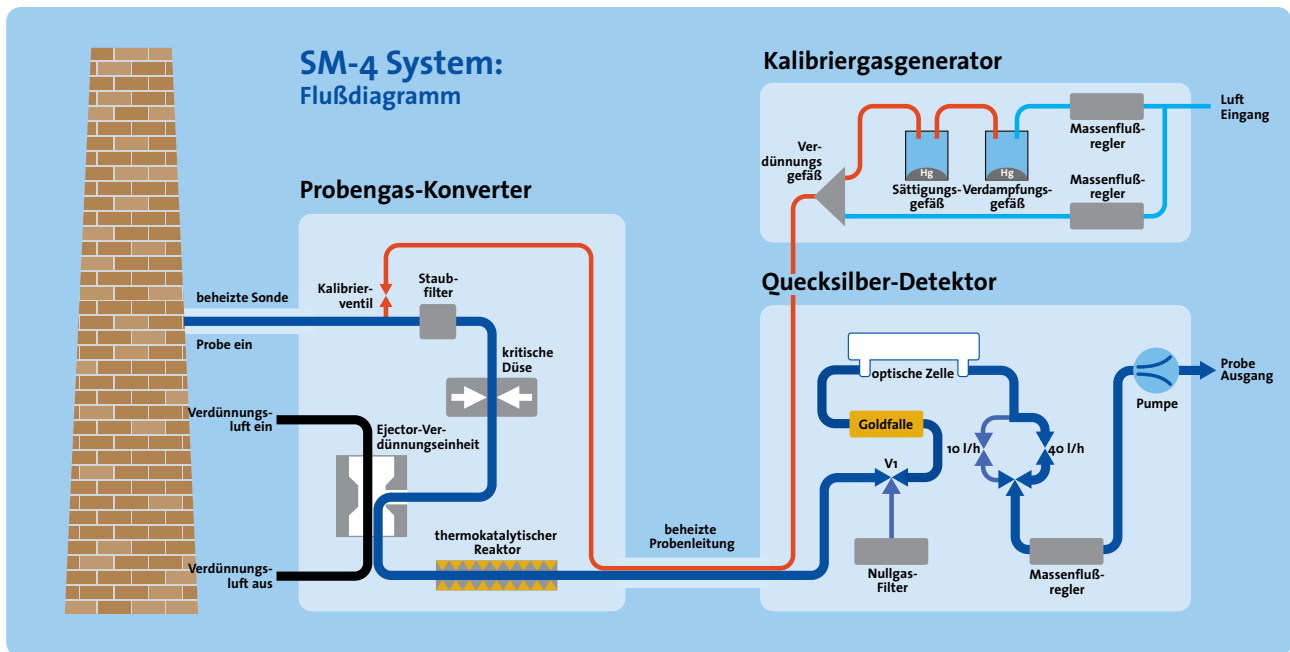 SM-4 System:
Flußdiagramm
Kalibriergasgenerator
Luft
Eingang
Massenfluß-
regler
Ver-
dünnungs
gefäß
Hg
Hg
Sättigungs-
gefäß
Verdampfungs-
gefäß
Massenfluß-
regler
Probengas-Konverter
Kalibrier-
ventil
Staub-
filter
beheizte Sonde
Probe ein
kritische
Düse
Verdünnungs-
luft ein
Ejector-Ver-
dünnungseinheit
thermokatalytischer
Reaktor
Verdünnungs-
luft aus
beheizte
Probenleitung
Quecksilber-Detektor
optische Zelle
Goldfalle
V1
10 l/h
40 l/h
Pumpe
Probe
Ausgang
Nullgas-
Filter
Massenfluß-
regler